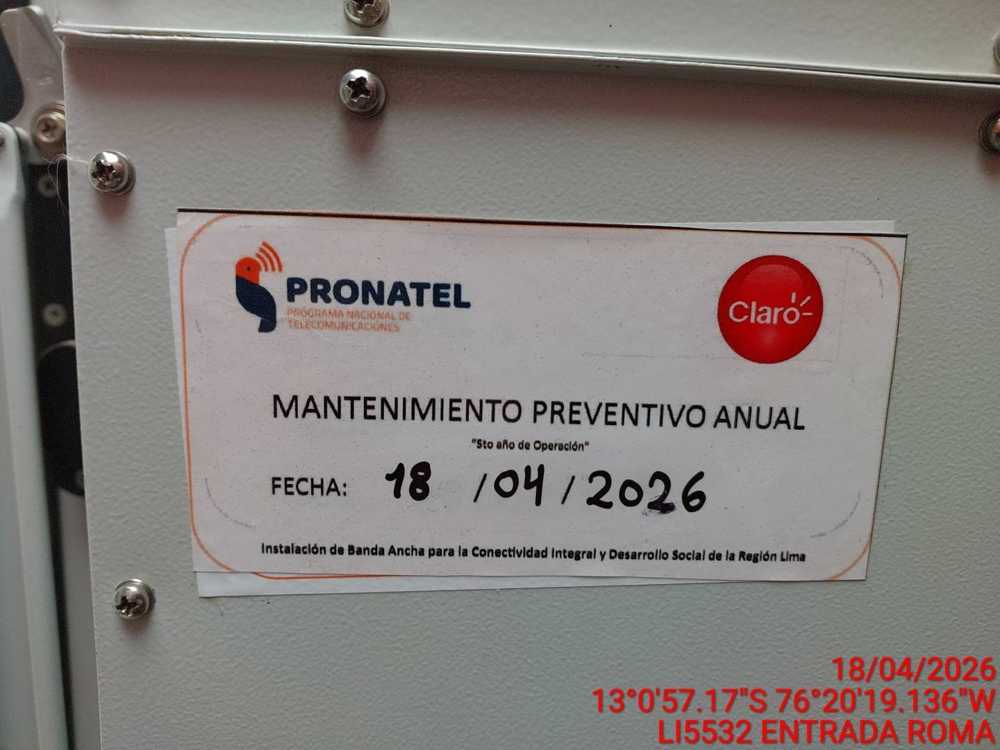 PRONATEL
PROGRAMA NACIONAL DE
TELECOMUNICACIONES
Claro
MANTENIMIENTO PREVENTIVO ANUAL
"5to año de Operación"
FECHA: 18 /04/2026
Instalación de Banda Ancha para la Conectividad Integral y Desarrollo Social de la Región Lima
18/04/2026
13°0'57.17"S 76°20'19.136"W
LI5532 ENTRADA ROMA